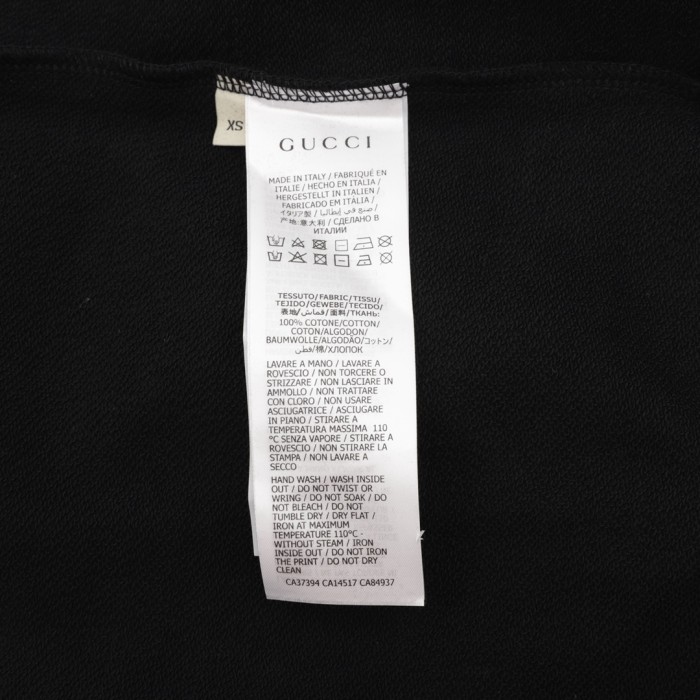 XS
GUCCI
MADE IN ITALY / FABRIQUÉ EN
ITALIE / HECHO EN ITALIA /
HERGESTELLT IN ITALIEN /
FABRICADO EM ITALIA /
イタリア製 / صنع في إيطاليا /
产地:意大利 / СДЕЛАНО В
ИТАЛИИ
TESSUTO/FABRIC/TISSU/
TEJIDO/GEWEBE/TECIDO/
表地/قماش/面料/ТКАНЬ:
100% COTONE/COTTON/
COTON/ALGODON/
BAUMWOLLE/ALGODÃO/コットン/
قطن/棉/ХЛОПОК
LAVARE A MANO / LAVARE A
ROVESCIO / NON TORCERE O
STRIZZARE / NON LASCIARE IN
AMMOLLO / NON TRATTARE
CON CLORO / NON USARE
ASCIUGATRICE / ASCIUGARE
IN PIANO / STIRARE A
TEMPERATURA MASSIMA 110
°C SENZA VAPORE / STIRARE A
ROVESCIO / NON STIRARE LA
STAMPA / NON LAVARE A
SECCO
HAND WASH / WASH INSIDE
OUT / DO NOT TWIST OR
WRING / DO NOT SOAK / DO
NOT BLEACH / DO NOT
TUMBLE DRY / DRY FLAT /
IRON AT MAXIMUM
TEMPERATURE 110°C -
WITHOUT STEAM / IRON
INSIDE OUT / DO NOT IRON
THE PRINT / DO NOT DRY
CLEAN
CA37394 CA14517 CA84937